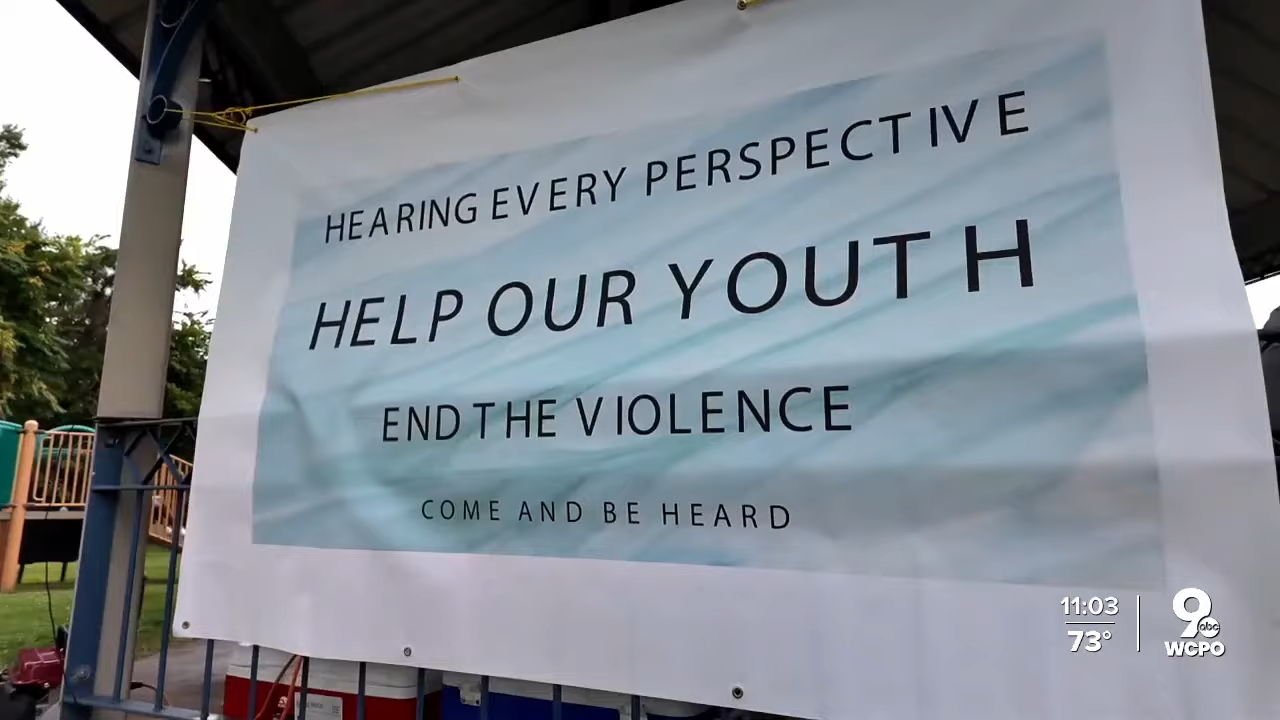 HEARING EVERY PERSPECTIVE
HELP OUR YOUTH
END THE VIOLENCE
COME AND BE HEARD
11:03
73°
9
abc
WCPO